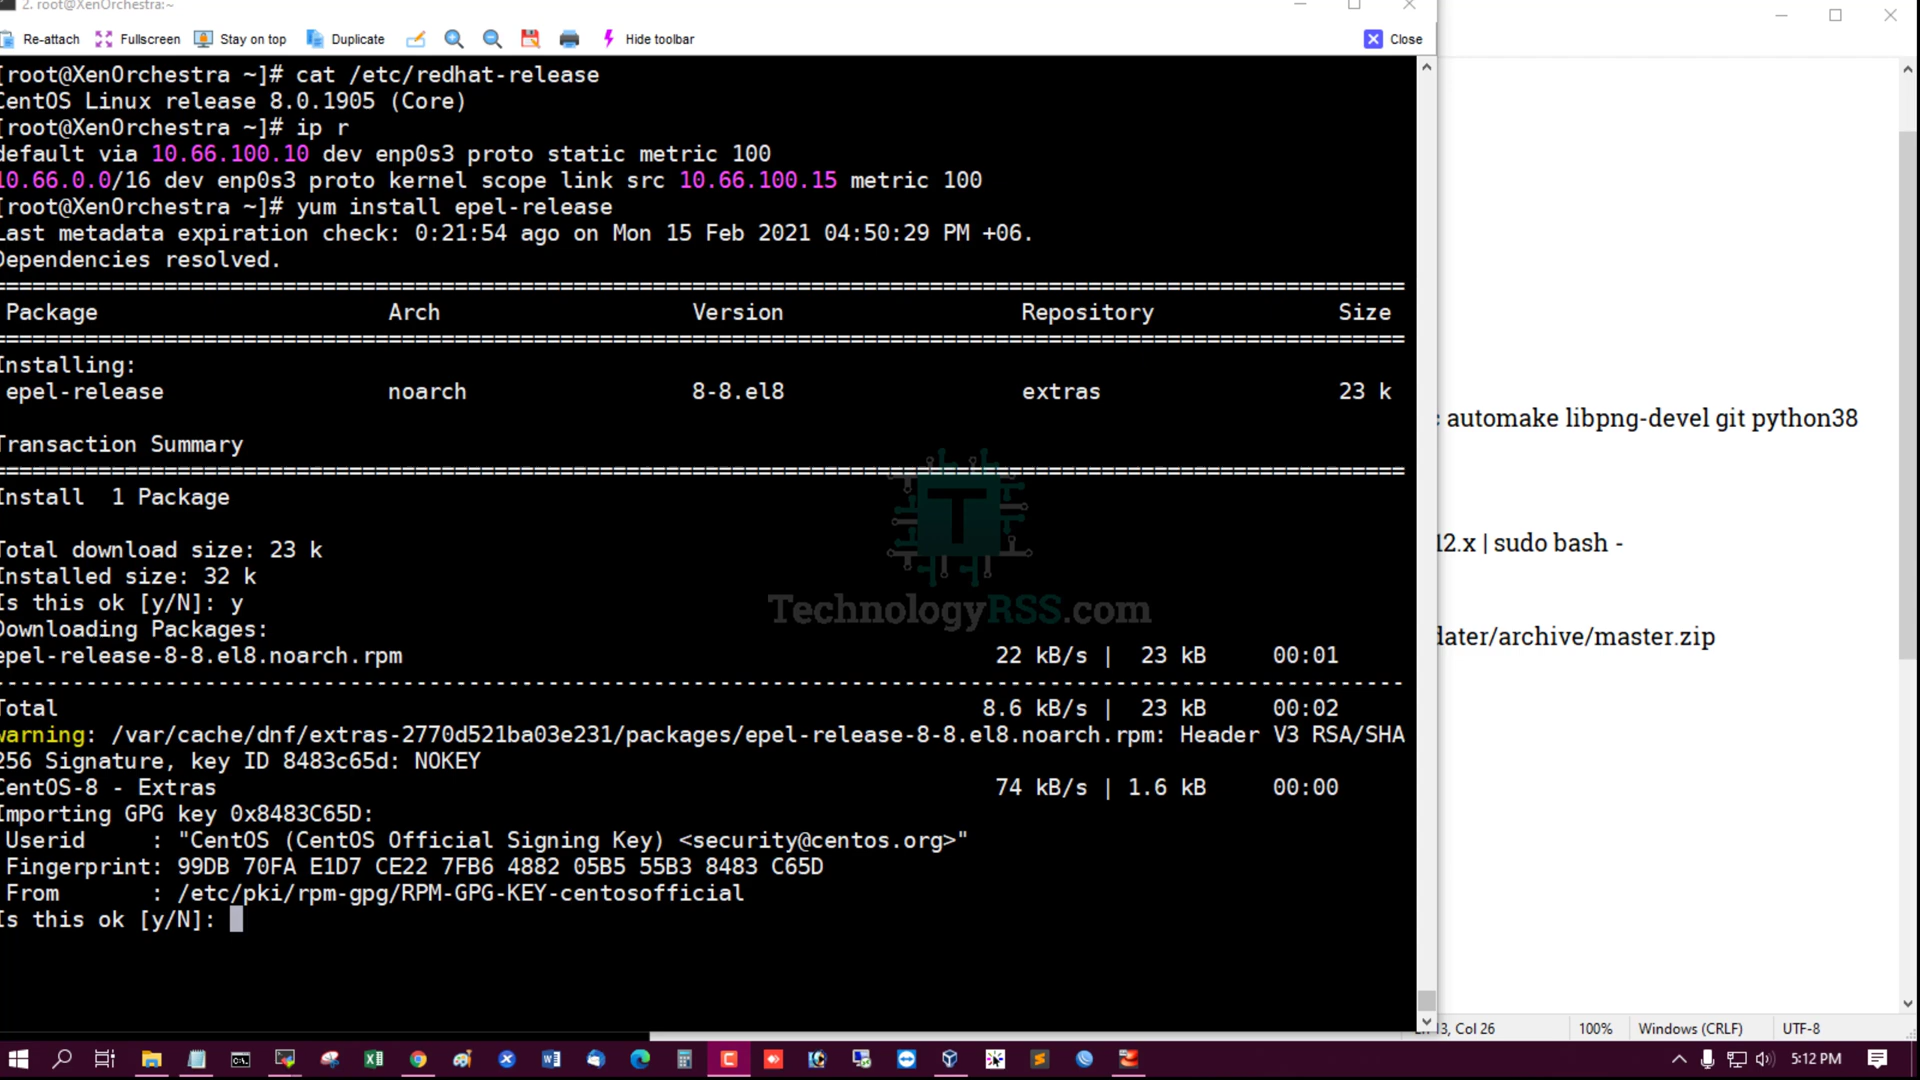 2. root@XenOrchestra:~
Re-attach Fullscreen Stay on top Duplicate Hide toolbar Close
[root@XenOrchestra ~]# cat /etc/redhat-release
CentOS Linux release 8.0.1905 (Core)
[root@XenOrchestra ~]# ip r
default via 10.66.100.10 dev enp0s3 proto static metric 100
10.66.0.0/16 dev enp0s3 proto kernel scope link src 10.66.100.15 metric 100
[root@XenOrchestra ~]# yum install epel-release
Last metadata expiration check: 0:21:54 ago on Mon 15 Feb 2021 04:50:29 PM +06.
Dependencies resolved.
================================================================================
Package Arch Version Repository Size
================================================================================
Installing:
epel-release noarch 8-8.el8 extras 23 k
Transaction Summary
================================================================================
Install 1 Package
Total download size: 23 k
Installed size: 32 k
Is this ok [y/N]: y
Downloading Packages:
epel-release-8-8.el8.noarch.rpm 22 kB/s | 23 kB 00:01
--------------------------------------------------------------------------------
Total 8.6 kB/s | 23 kB 00:02
warning: /var/cache/dnf/extras-2770d521ba03e231/packages/epel-release-8-8.el8.noarch.rpm: Header V3 RSA/SHA
256 Signature, key ID 8483c65d: NOKEY
CentOS-8 - Extras 74 kB/s | 1.6 kB 00:00
Importing GPG key 0x8483C65D:
Userid : "CentOS (CentOS Official Signing Key) <security@centos.org>"
Fingerprint: 99DB 70FA E1D7 CE22 7FB6 4882 05B5 55B3 8483 C65D
From : /etc/pki/rpm-gpg/RPM-GPG-KEY-centosofficial
Is this ok [y/N]:
T
TechnologyRSS.com
automake libpng-devel git python38
12.x | sudo bash -
dater/archive/master.zip
13, Col 26 100% Windows (CRLF) UTF-8
5:12 PM